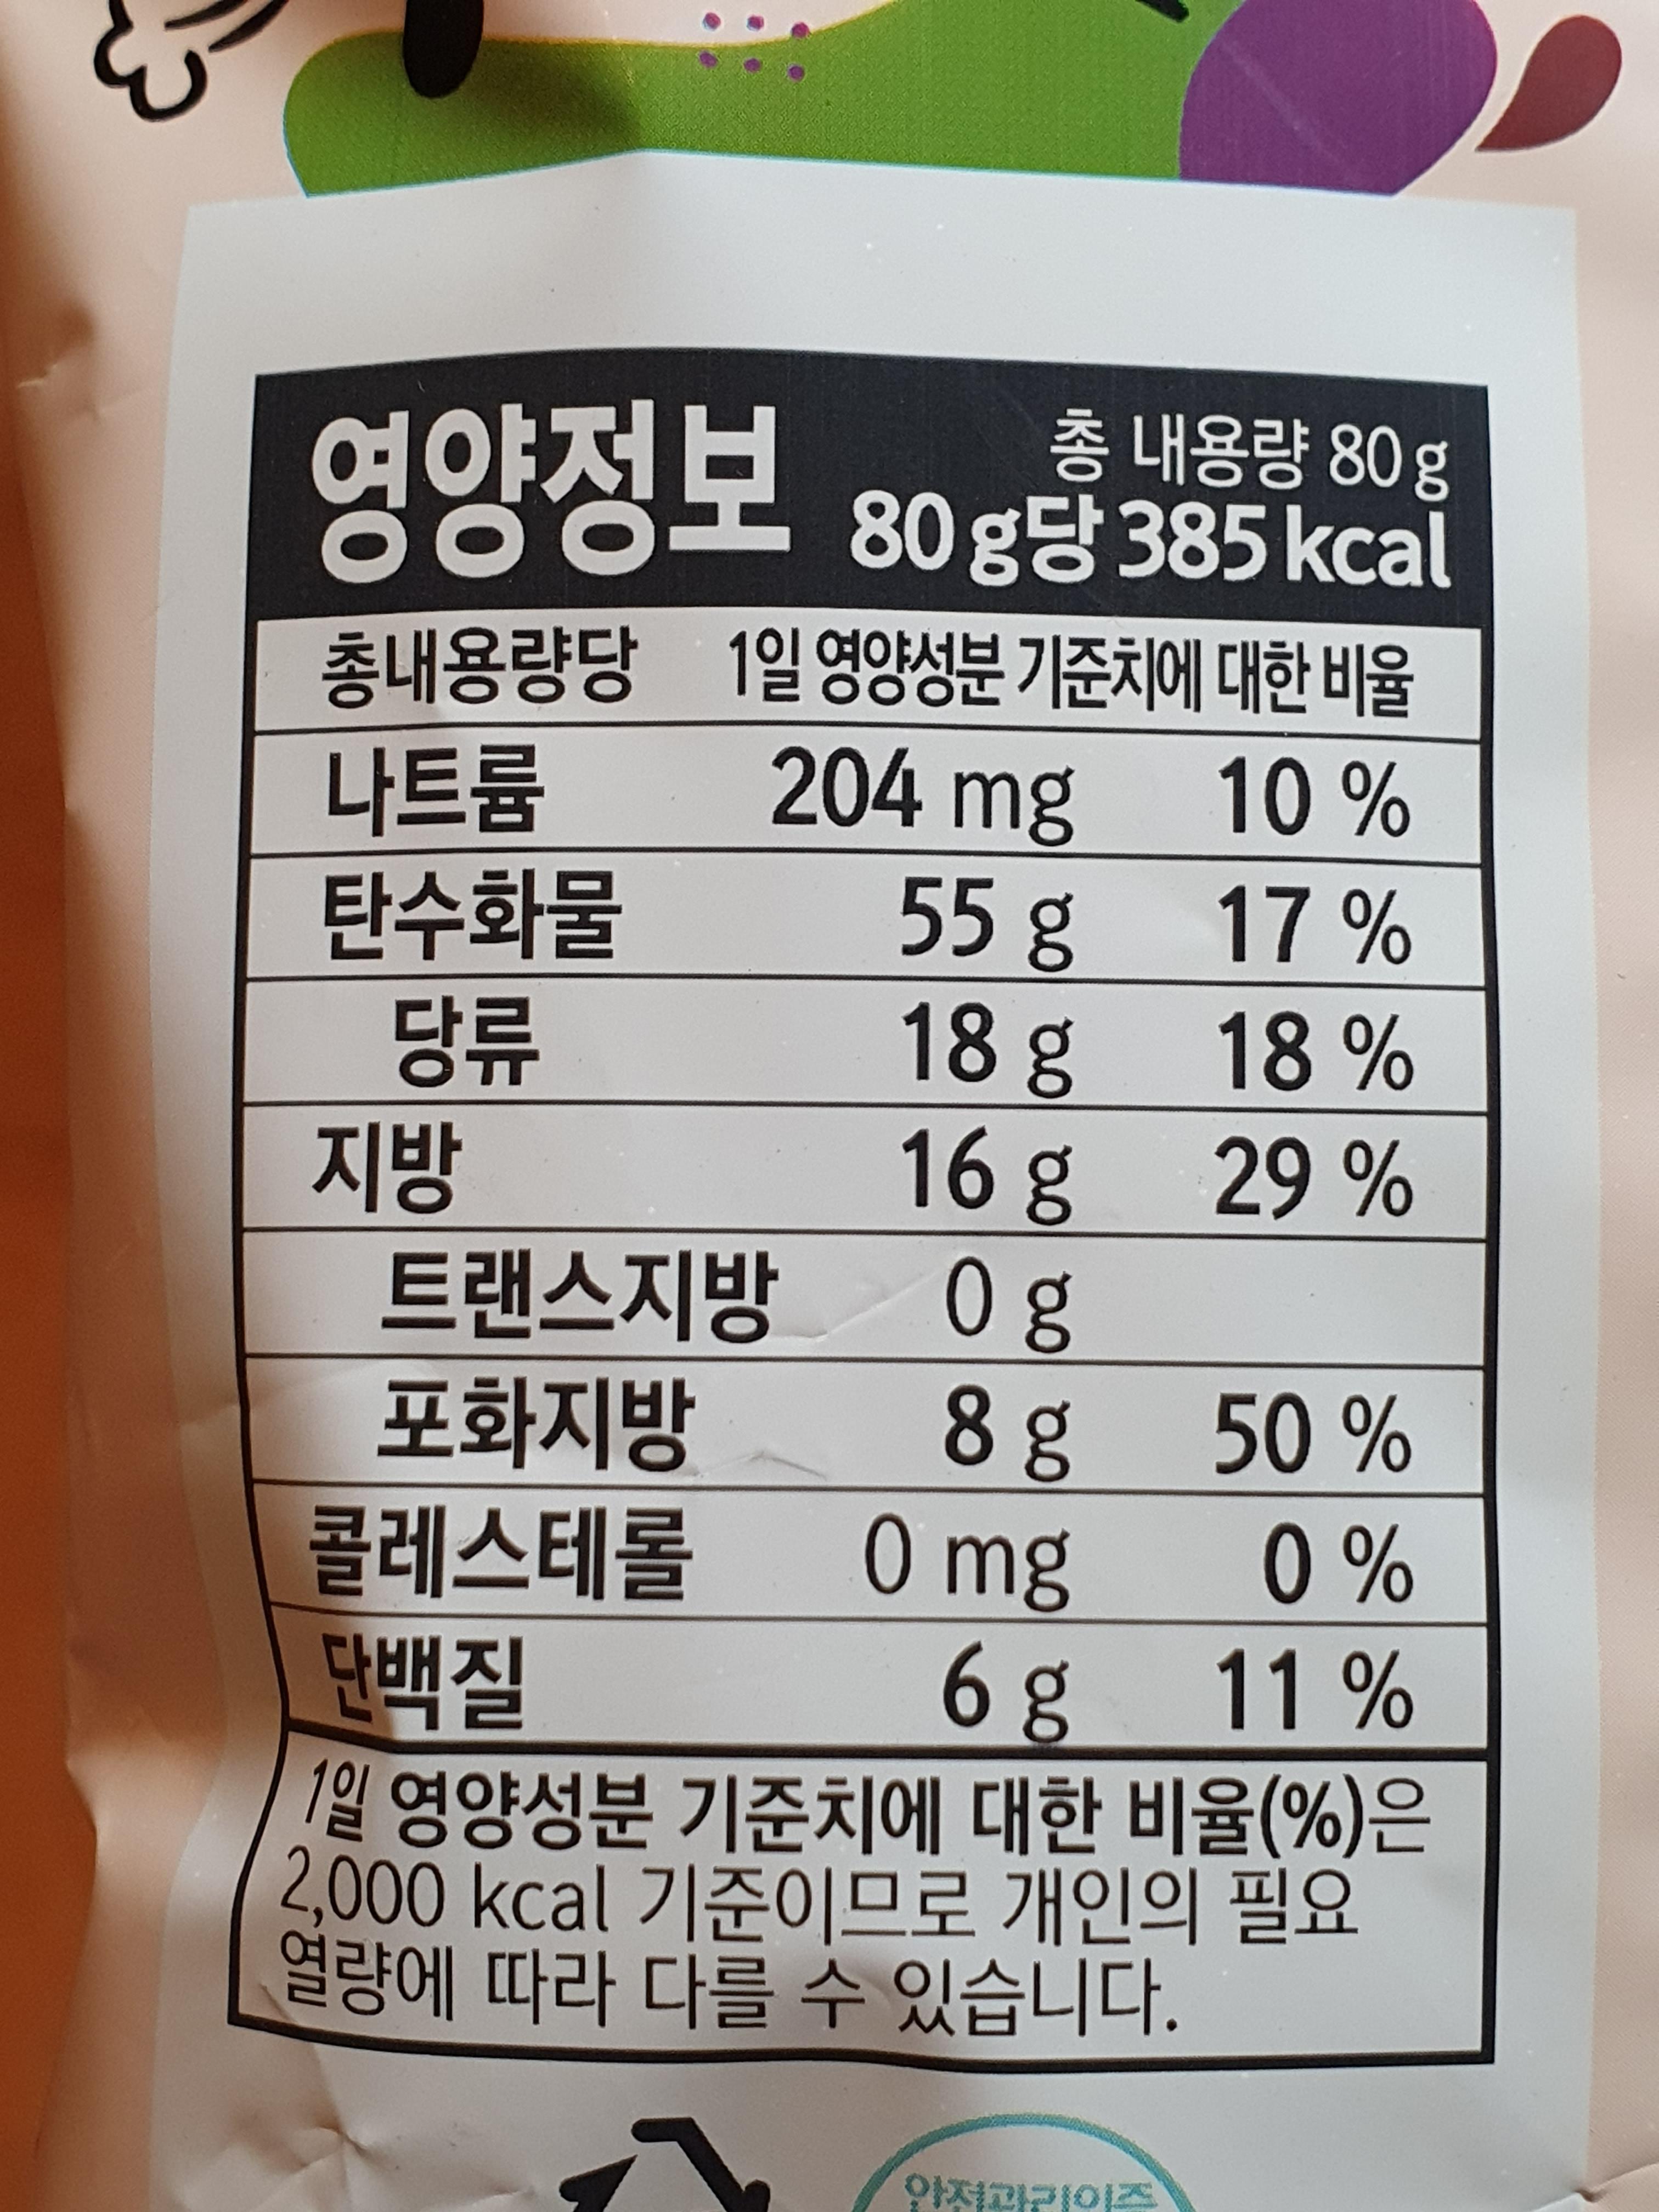 영양정보
총 내용량 80 g
80 g당 385 kcal
총내용량당 1일 영양성분 기준치에 대한 비율
나트륨 204 mg 10 %
탄수화물 55 g 17 %
당류 18 g 18 %
지방 16 g 29 %
트랜스지방 0 g
포화지방 8 g 50 %
콜레스테롤 0 mg 0 %
단백질 6 g 11 %
1일 영양성분 기준치에 대한 비율(%)은
2,000 kcal 기준이므로 개인의 필요
열량에 따라 다를 수 있습니다.
안전관리인증